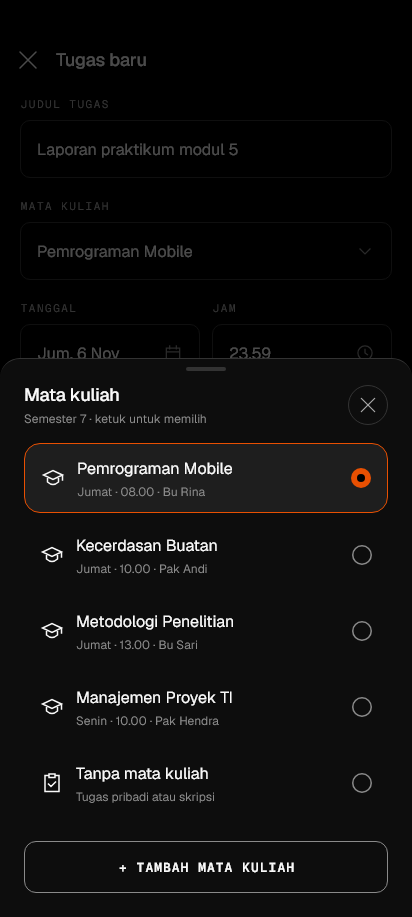 Tugas baru
JUDUL TUGAS
Laporan praktikum modul 5
MATA KULIAH
Pemrograman Mobile
TANGGAL
JAM
Jum, 6 Nov
23.59
Mata kuliah
Semester 7 · ketuk untuk memilih
Pemrograman Mobile
Jumat · 08.00 · Bu Rina
Kecerdasan Buatan
Jumat · 10.00 · Pak Andi
Metodologi Penelitian
Jumat · 13.00 · Bu Sari
Manajemen Proyek TI
Senin · 10.00 · Pak Hendra
Tanpa mata kuliah
Tugas pribadi atau skripsi
+ TAMBAH MATA KULIAH